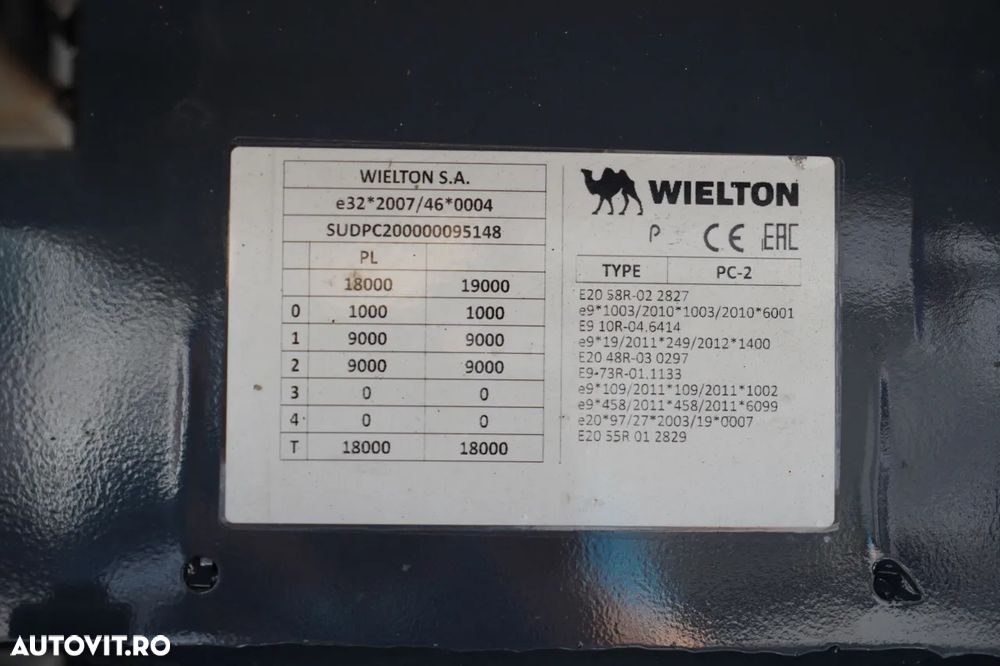 WIELTON S.A.
e32*2007/46*0004
SUDPC200000095148
PL
18000 19000
0 1000 1000
1 9000 9000
2 9000 9000
3 0 0
4 0 0
T 18000 18000
WIELTON
P CE EAC
TYPE PC-2
E20 58R-02 2827
e9*1003/2010*1003/2010*6001
E9 10R-04.6414
e9*19/2011*249/2012*1400
E20 48R-03 0297
E9-73R-01.1133
e9*109/2011*109/2011*1002
e9*458/2011*458/2011*6099
e20*97/27*2003/19*0007
E20 55R 01 2829
AUTOVIT.RO